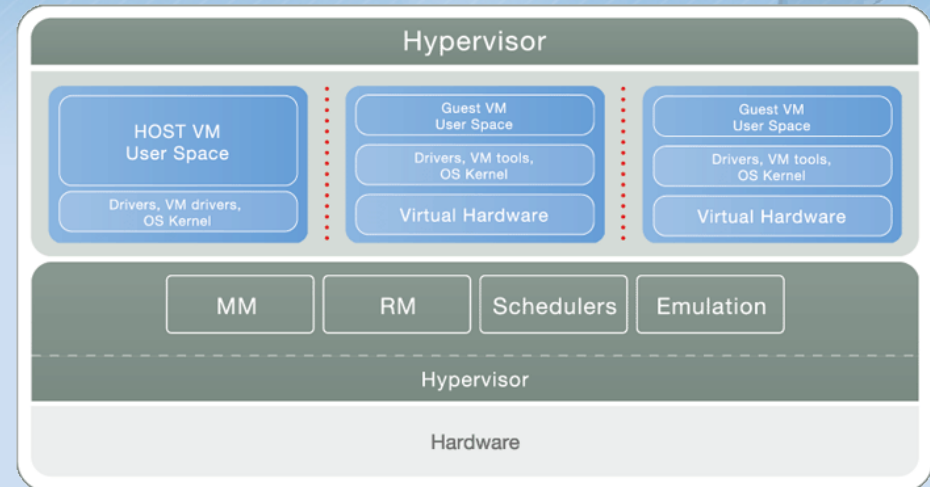 Hypervisor
HOST VM
User Space
Drivers, VM drivers,
OS Kernel
Guest VM
User Space
Drivers, VM tools,
OS Kernel
Virtual Hardware
Guest VM
User Space
Drivers, VM tools,
OS Kernel
Virtual Hardware
MM
RM
Schedulers
Emulation
Hypervisor
Hardware